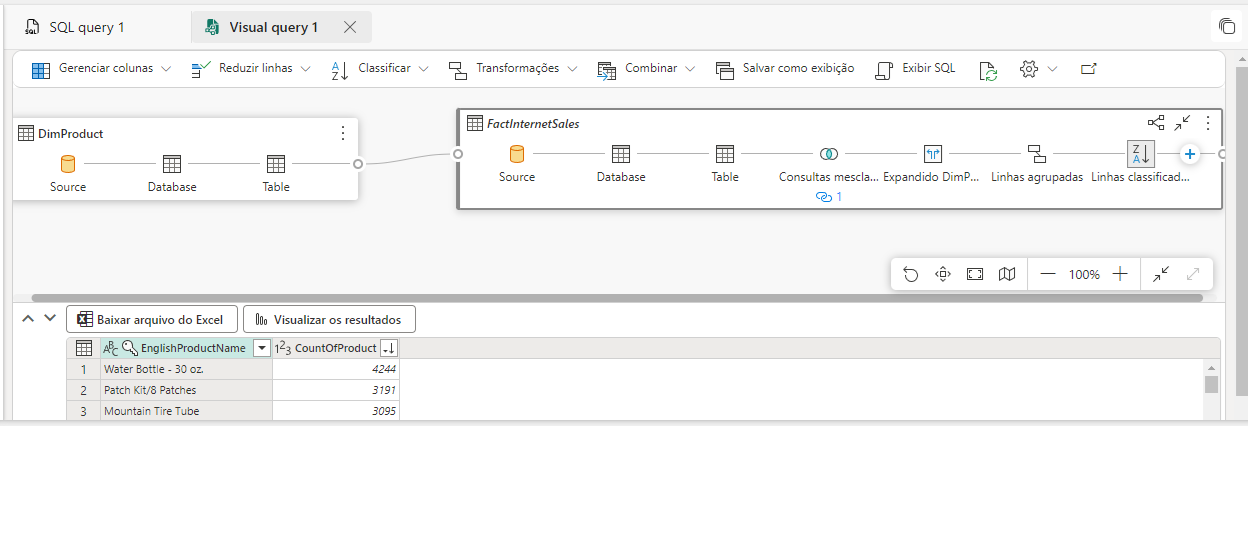 SQL query 1
Visual query 1
Gerenciar colunas
Reduzir linhas
Classificar
Transformações
Combinar
Salvar como exibição
Exibir SQL
DimProduct
Source
Database
Table
FactInternetSales
Source
Database
Table
Consultas mescla...
Expandido DimP...
Linhas agrupadas
Linhas classificad...
1
100%
Baixar arquivo do Excel
Visualizar os resultados
EnglishProductName
CountOfProduct
1 Water Bottle - 30 oz. 4244
2 Patch Kit/8 Patches 3191
3 Mountain Tire Tube 3095